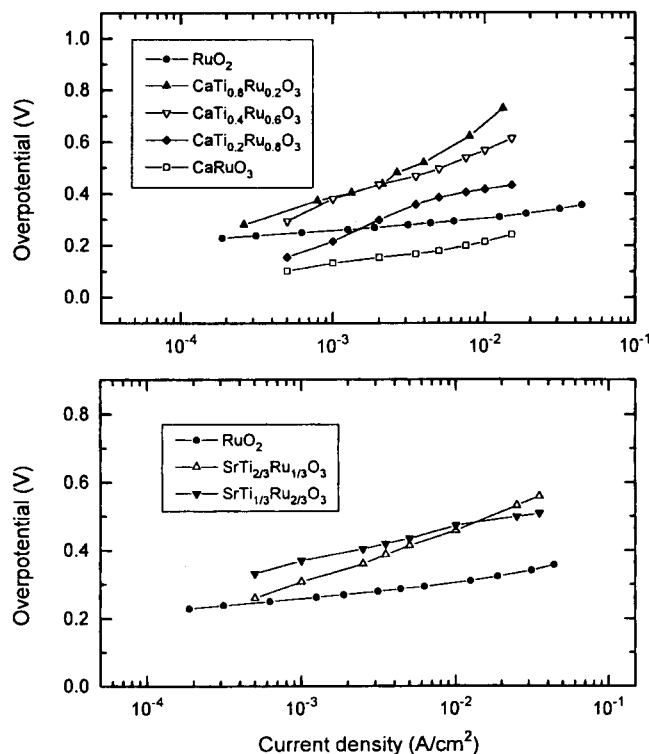 1.0
0.8
0.6
0.4
0.2
0.0
Overpotential (V)
RuO₂
CaTi₀.₈Ru₀.₂O₃
CaTi₀.₄Ru₀.₆O₃
CaTi₀.₂Ru₀.₈O₃
CaRuO₃
10⁻⁴
10⁻³
10⁻²
10⁻¹
0.8
0.6
0.4
0.2
0.0
Overpotential (V)
RuO₂
SrTi₂/₃Ru₁/₃O₃
SrTi₁/₃Ru₂/₃O₃
10⁻⁴
10⁻³
10⁻²
10⁻¹
Current density (A/cm²)